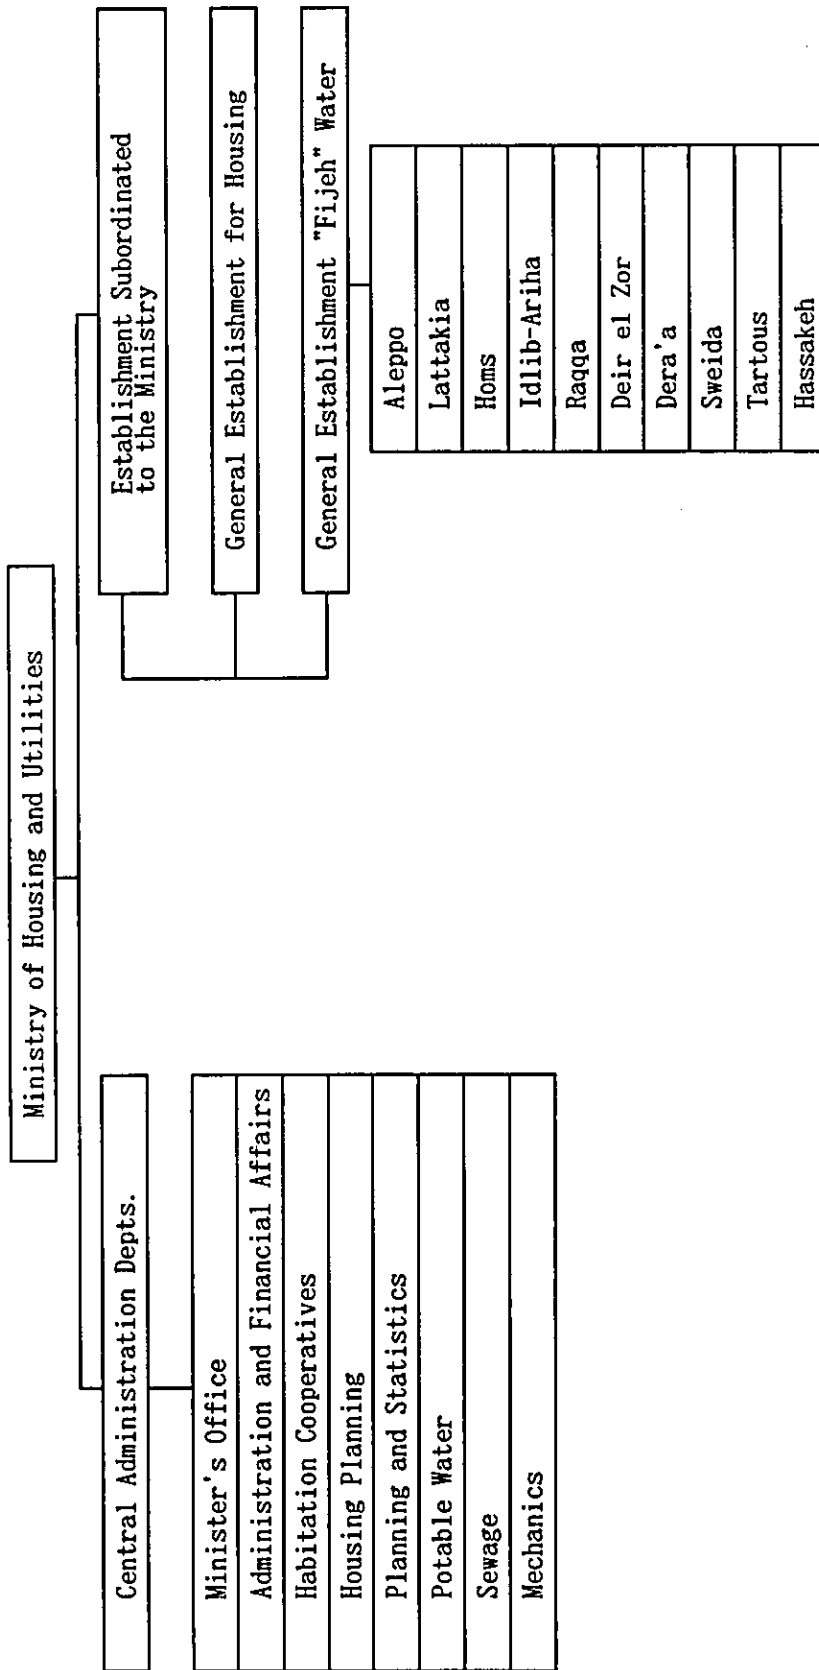 Ministry of Housing and Utilities
Central Administration Depts.
Minister's Office
Administration and Financial Affairs
Habitation Cooperatives
Housing Planning
Planning and Statistics
Potable Water
Sewage
Mechanics
Establishment Subordinated
to the Ministry
General Establishment for Housing
General Establishment "Fijeh" Water
Aleppo
Lattakia
Homs
Idlib-Ariha
Raqqa
Deir el Zor
Dera'a
Sweida
Tartous
Hassakeh